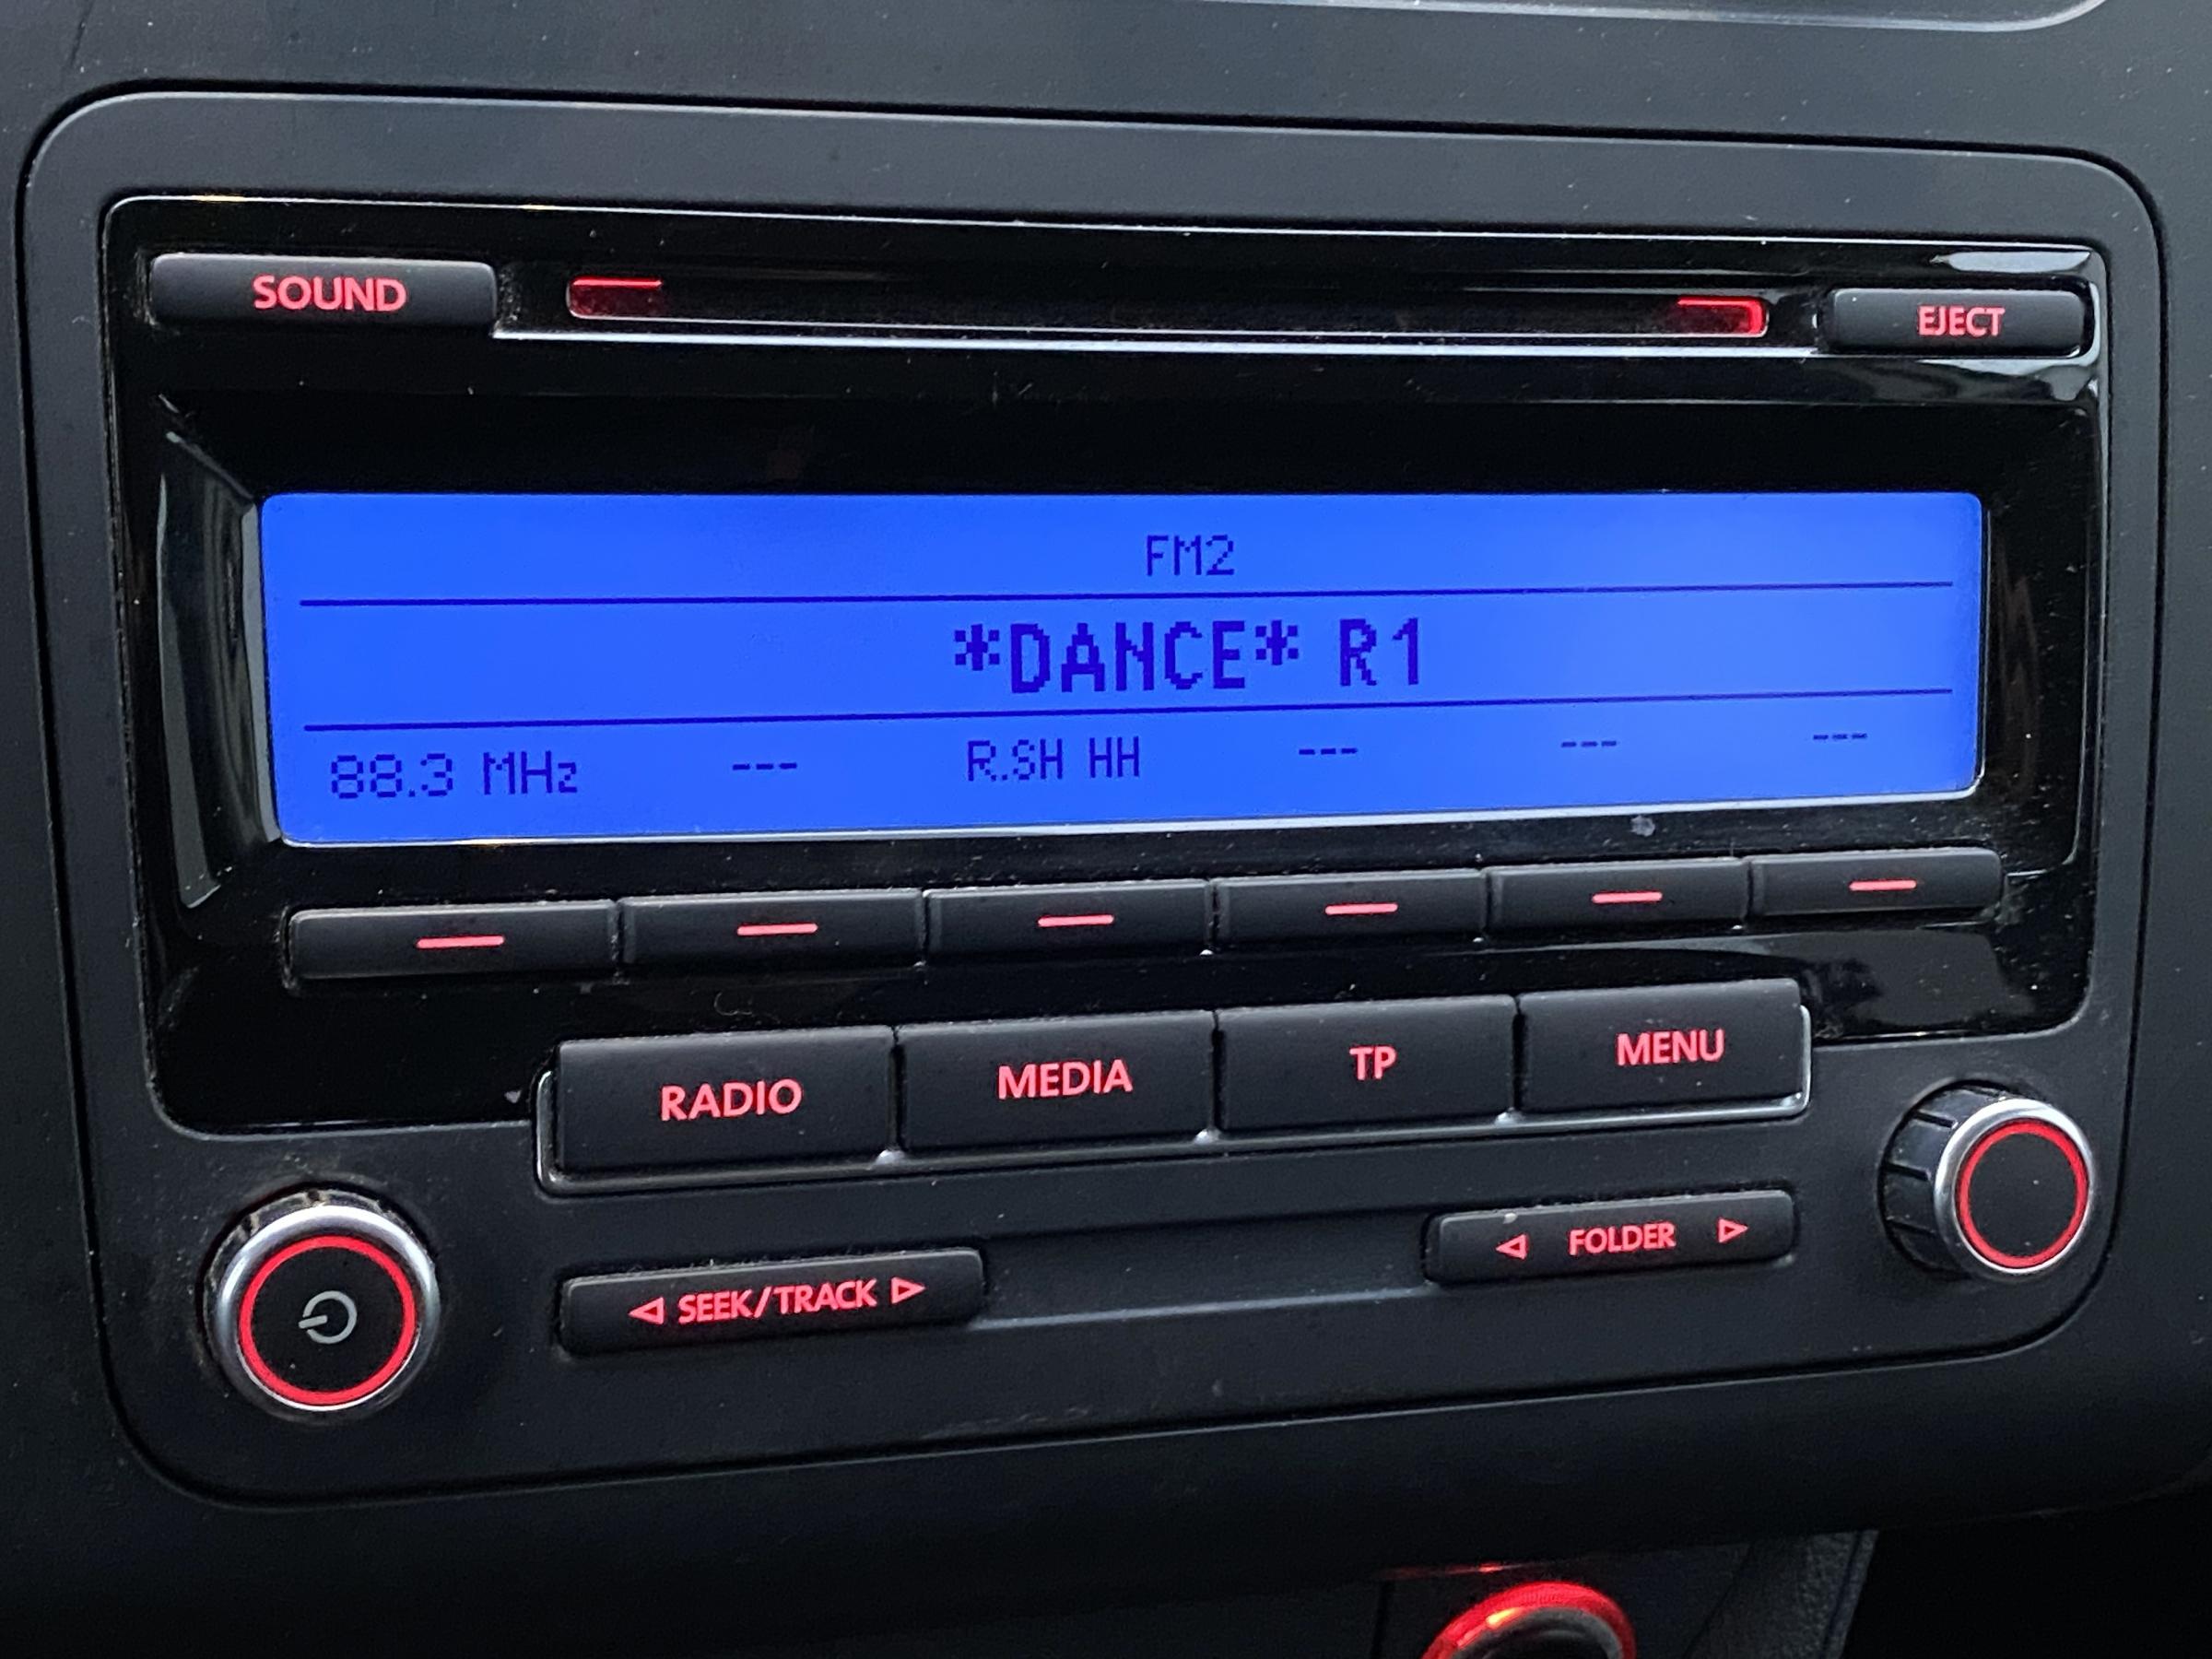 SOUND
EJECT
FM2
*DANCE* R1
88.3 MHz --- R.SH HH --- --- ---
RADIO MEDIA TP MENU
SEEK/TRACK
FOLDER